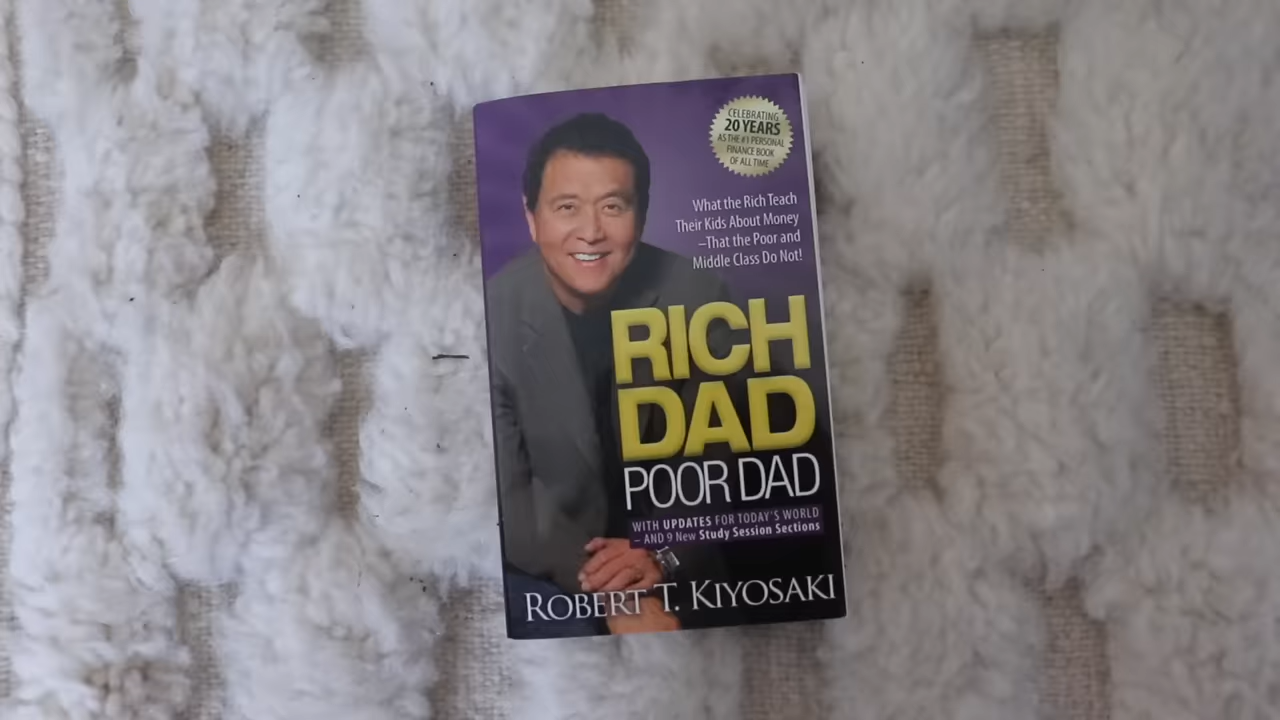 CELEBRATING
20 YEARS
AS THE #1 PERSONAL
FINANCE BOOK
OF ALL TIME
What the Rich Teach
Their Kids About Money
–That the Poor and
Middle Class Do Not!
RICH
DAD
POOR DAD
WITH UPDATES FOR TODAY'S WORLD
– AND 9 New Study Session Sections
ROBERT T. KIYOSAKI